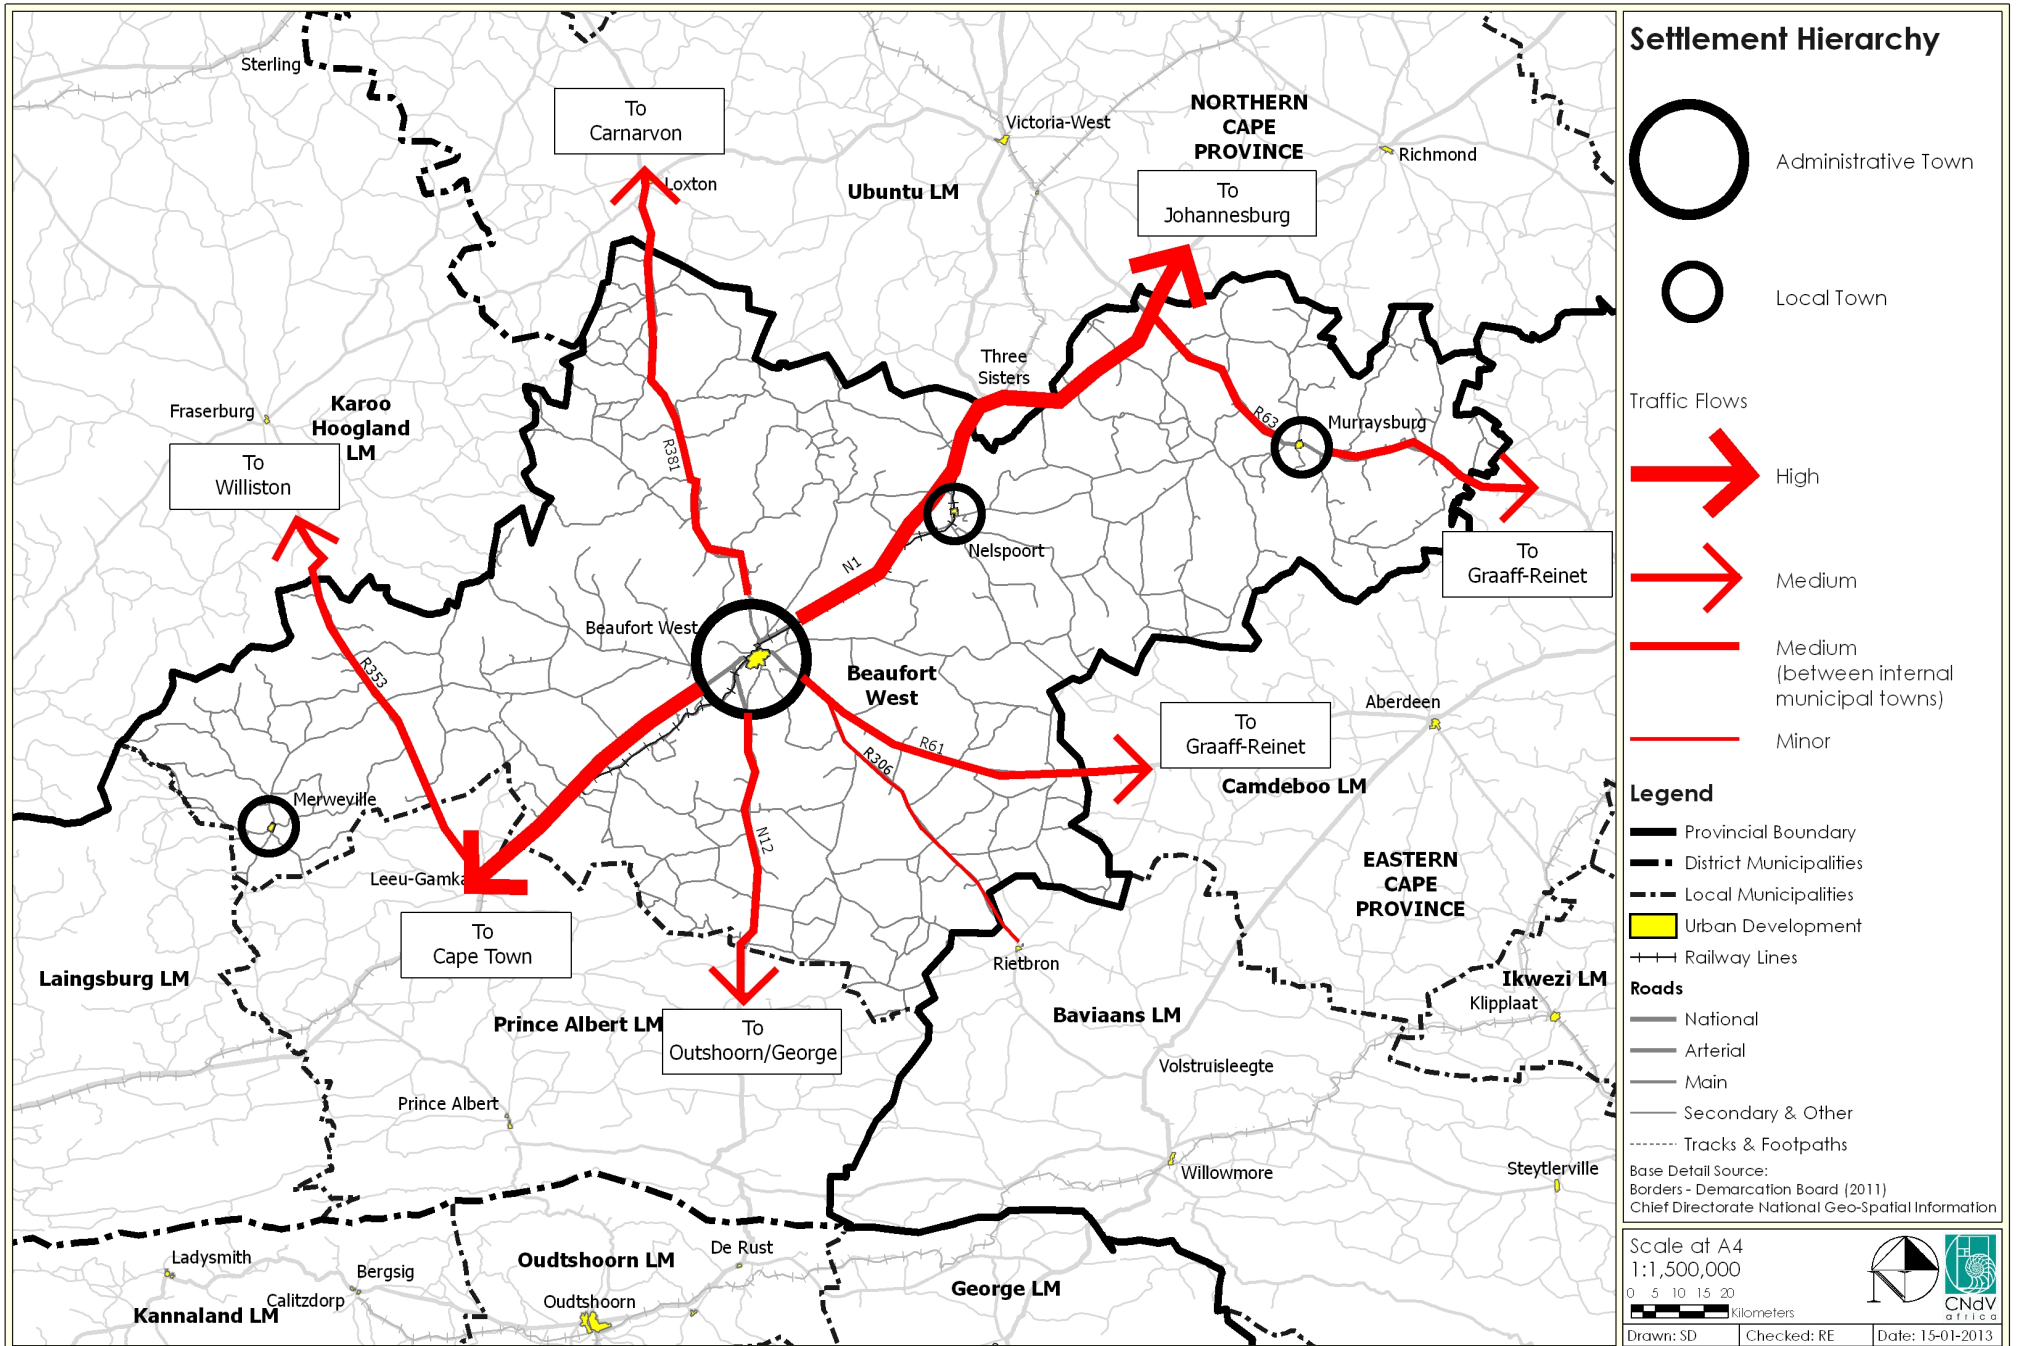 Sterling
To
Carnarvon
Loxton
Victoria-West
Ubuntu LM
NORTHERN
CAPE
PROVINCE
Richmond
To
Johannesburg
Three
Sisters
Fraserburg
Karoo
Hoogland
LM
To
Williston
R381
R63
Murraysburg
Nelspoort
N1
To
Graaff-Reinet
Beaufort West
Beaufort
West
R353
Aberdeen
To
Graaff-Reinet
Camdeboo LM
R61
R306
Merweville
N12
Leeu-Gamka
To
Cape Town
EASTERN
CAPE
PROVINCE
Rietbron
Laingsburg LM
Prince Albert LM
To
Outshoorn/George
Baviaans LM
Ikwezi LM
Klipplaat
Volstruisleegte
Prince Albert
Willowmore
Steytlerville
Ladysmith
Bergsig
Calitzdorp
Kannaland LM
Oudtshoorn LM
De Rust
Oudtshoorn
George LM
Settlement Hierarchy
Administrative Town
Local Town
Traffic Flows
High
Medium
Medium
(between internal
municipal towns)
Minor
Legend
Provincial Boundary
District Municipalities
Local Municipalities
Urban Development
Railway Lines
Roads
National
Arterial
Main
Secondary & Other
Tracks & Footpaths
Base Detail Source:
Borders - Demarcation Board (2011)
Chief Directorate National Geo-Spatial Information
Scale at A4
1:1,500,000
0 5 10 15 20
Kilometers
N
CNdV
africa
Drawn: SD
Checked: RE
Date: 15-01-2013